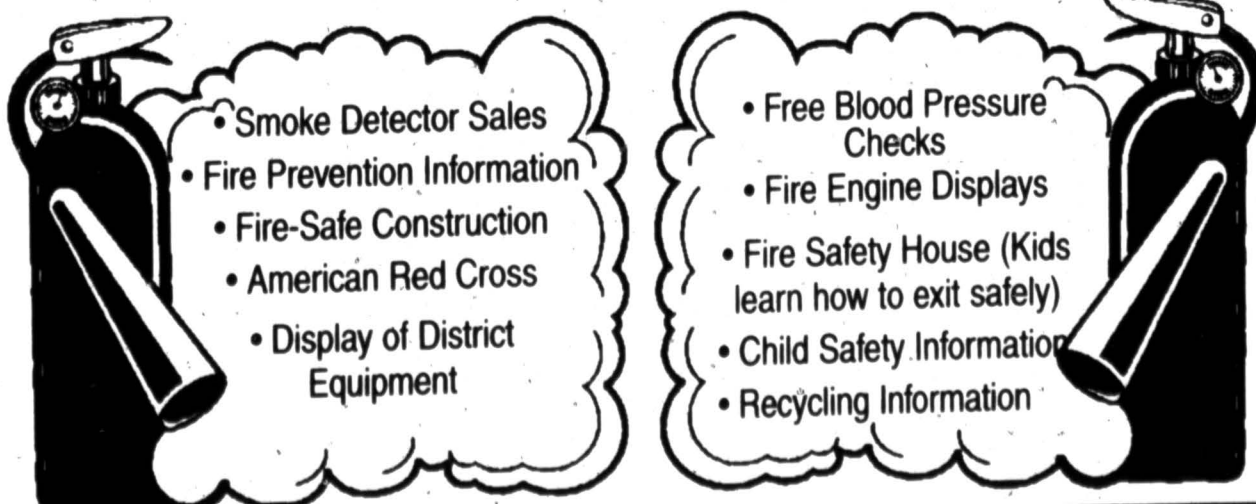 • Smoke Detector Sales
• Fire Prevention Information
• Fire-Safe Construction
• American Red Cross
• Display of District
Equipment
• Free Blood Pressure
Checks
• Fire Engine Displays
• Fire Safety House (Kids
learn how to exit safely)
• Child Safety Information
• Recycling Information